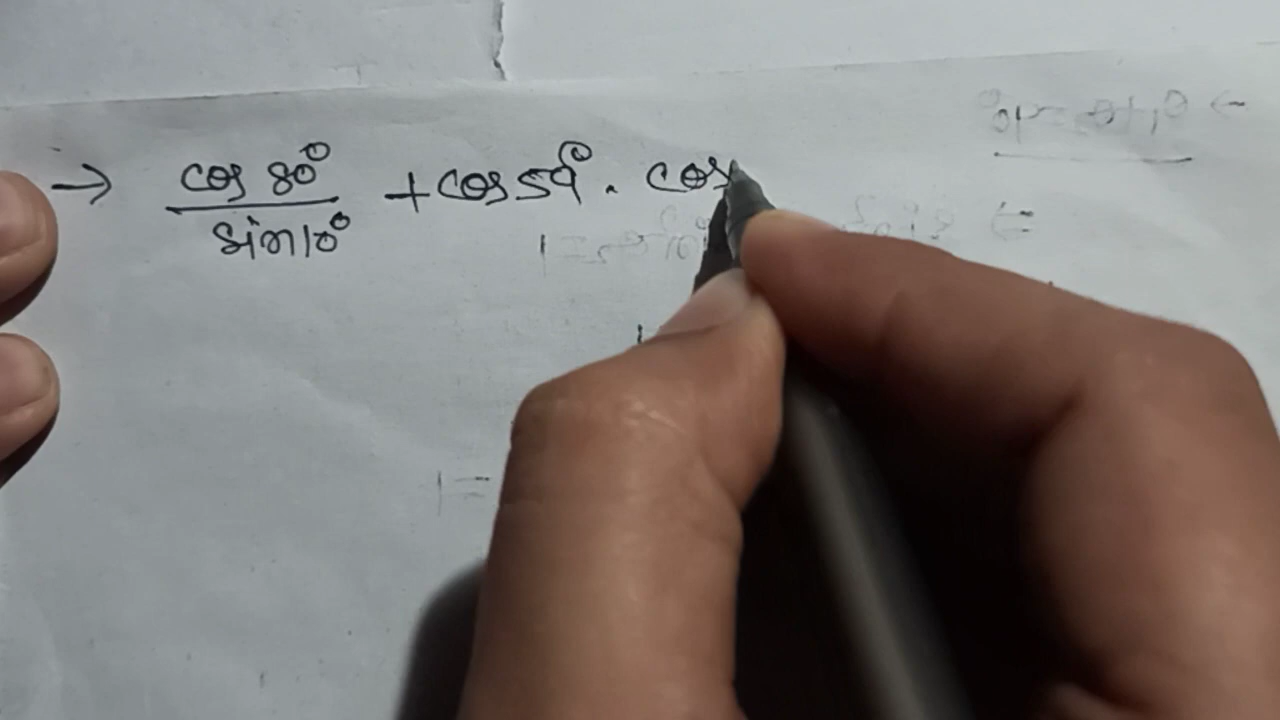 → cos 80° / sin 10° + cos 59° . cos